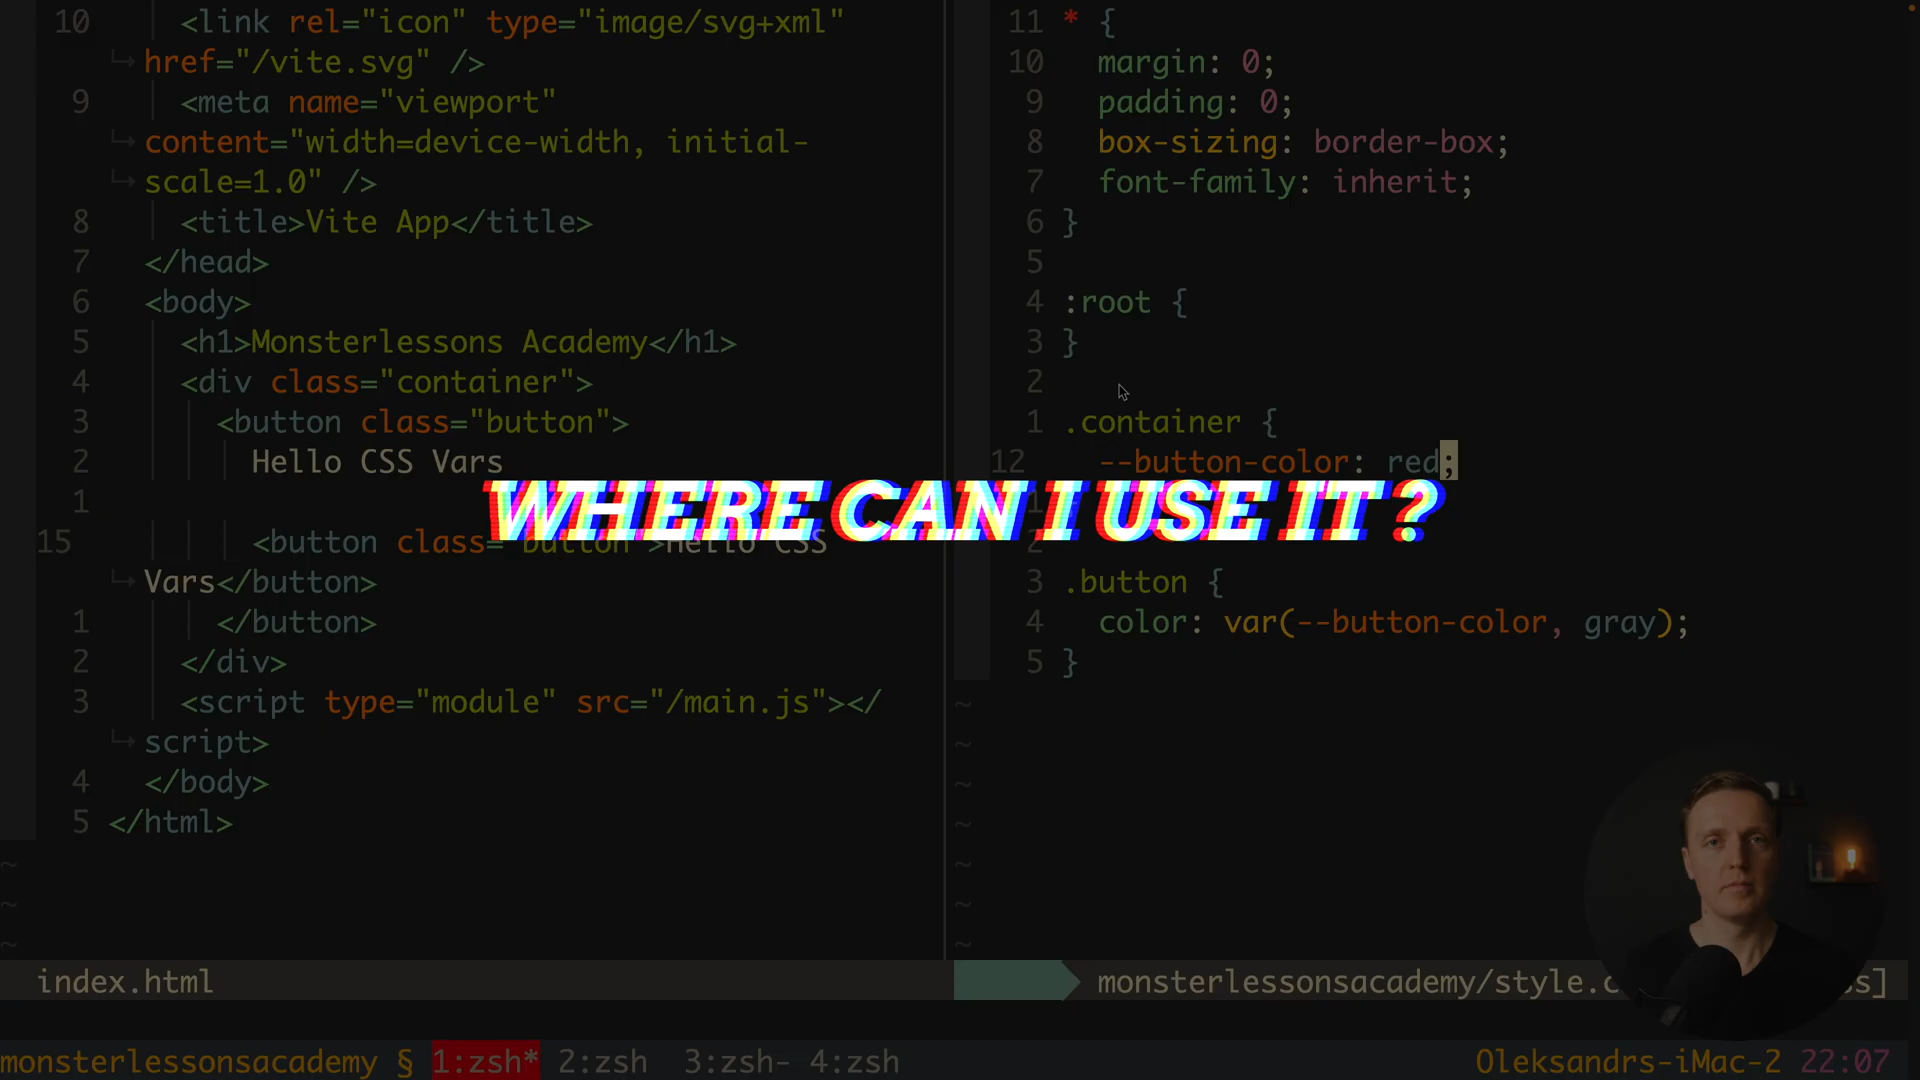 10 <link rel="icon" type="image/svg+xml"
href="/vite.svg" />
9 <meta name="viewport"
content="width=device-width, initial-
scale=1.0" />
8 <title>Vite App</title>
7 </head>
6 <body>
5 <h1>Monsterlessons Academy</h1>
4 <div class="container">
3 <button class="button">
2 Hello CSS Vars
1
15 <button class="button">Hello CSS
Vars</button>
1 </button>
2 </div>
3 <script type="module" src="/main.js"></
script>
4 </body>
5 </html>
~
~
~
index.html
11 * {
10 margin: 0;
9 padding: 0;
8 box-sizing: border-box;
7 font-family: inherit;
6 }
5
4 :root {
3 }
2
1 .container {
12 --button-color: red;
1
2
3 .button {
4 color: var(--button-color, gray);
5 }
~
~
~
~
~
~
~
monsterlessonsacademy/style.c s]
WHERE CAN I USE IT?
monsterlessonsacademy § 1:zsh* 2:zsh 3:zsh- 4:zsh Oleksandrs-iMac-2 22:07